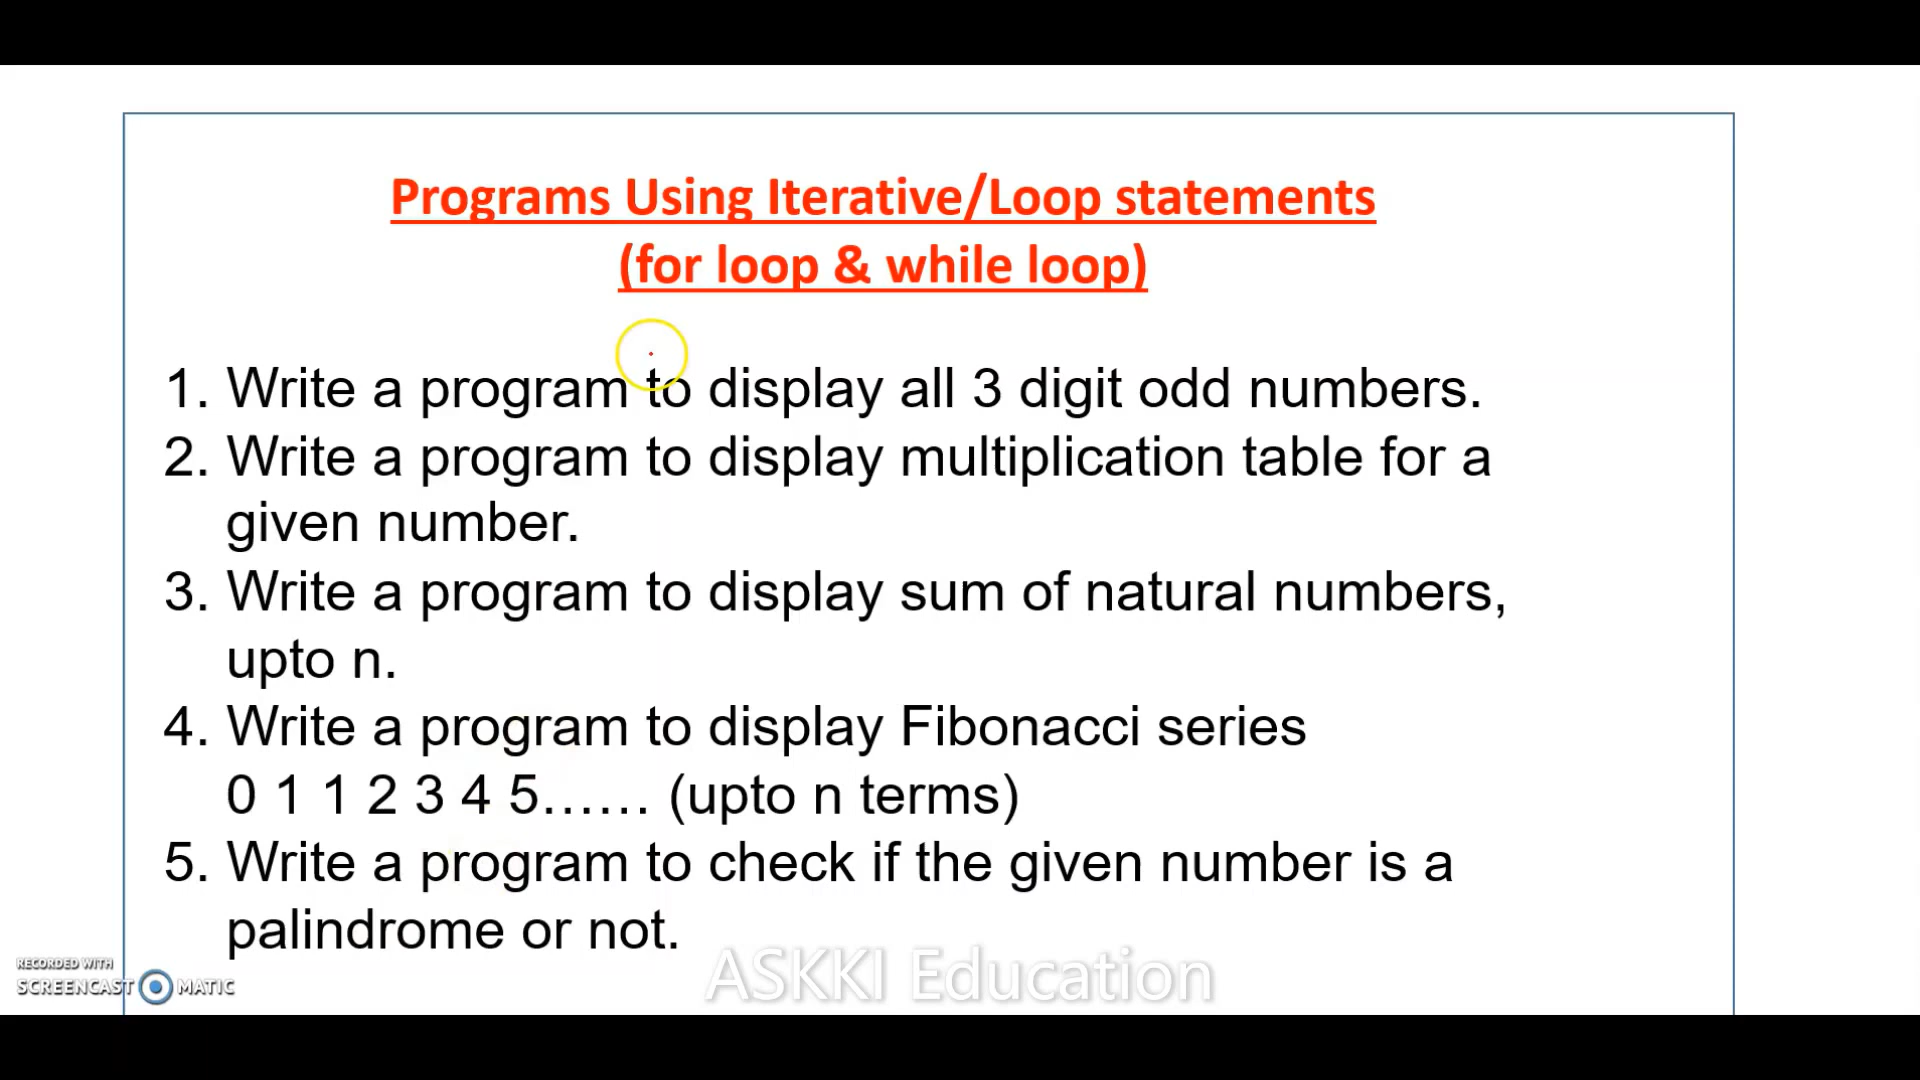 Programs Using Iterative/Loop statements
(for loop & while loop)
1. Write a program to display all 3 digit odd numbers.
2. Write a program to display multiplication table for a
given number.
3. Write a program to display sum of natural numbers,
upto n.
4. Write a program to display Fibonacci series
0 1 1 2 3 4 5...... (upto n terms)
5. Write a program to check if the given number is a
palindrome or not.
RECORDED WITH
SCREENCAST MATIC
ASKKI Education